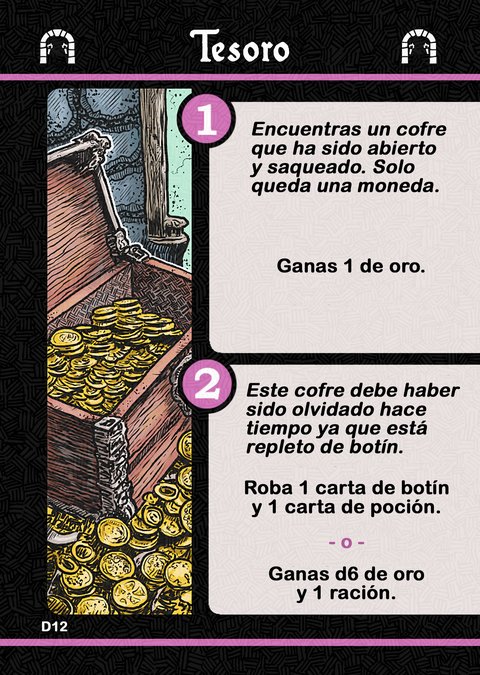 Tesoro
1
Encuentras un cofre
que ha sido abierto
y saqueado. Solo
queda una moneda.
Ganas 1 de oro.
2
Este cofre debe haber
sido olvidado hace
tiempo ya que está
repleto de botín.
Roba 1 carta de botín
y 1 carta de poción.
- o -
Ganas d6 de oro
y 1 ración.
D12